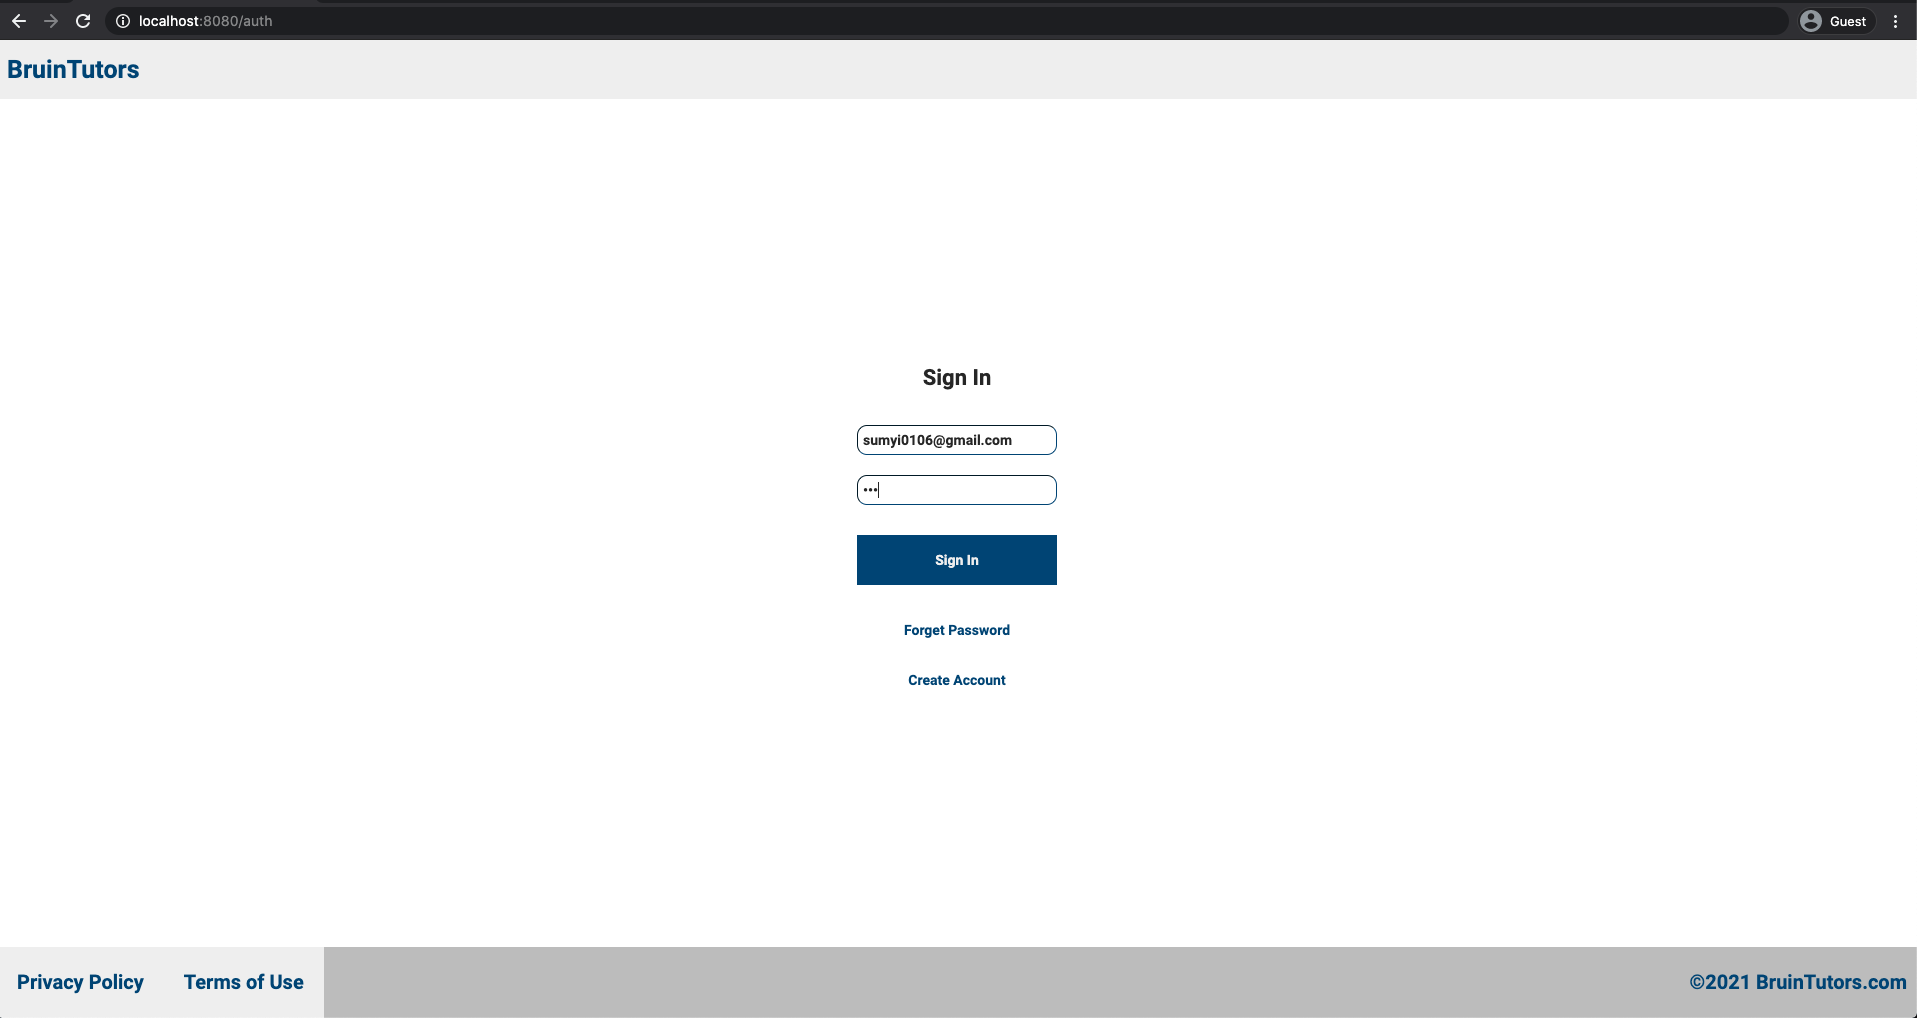 localhost:8080/auth
Guest
BruinTutors
Sign In
sumyi0106@gmail.com
•••
Sign In
Forget Password
Create Account
Privacy Policy Terms of Use ©2021 BruinTutors.com